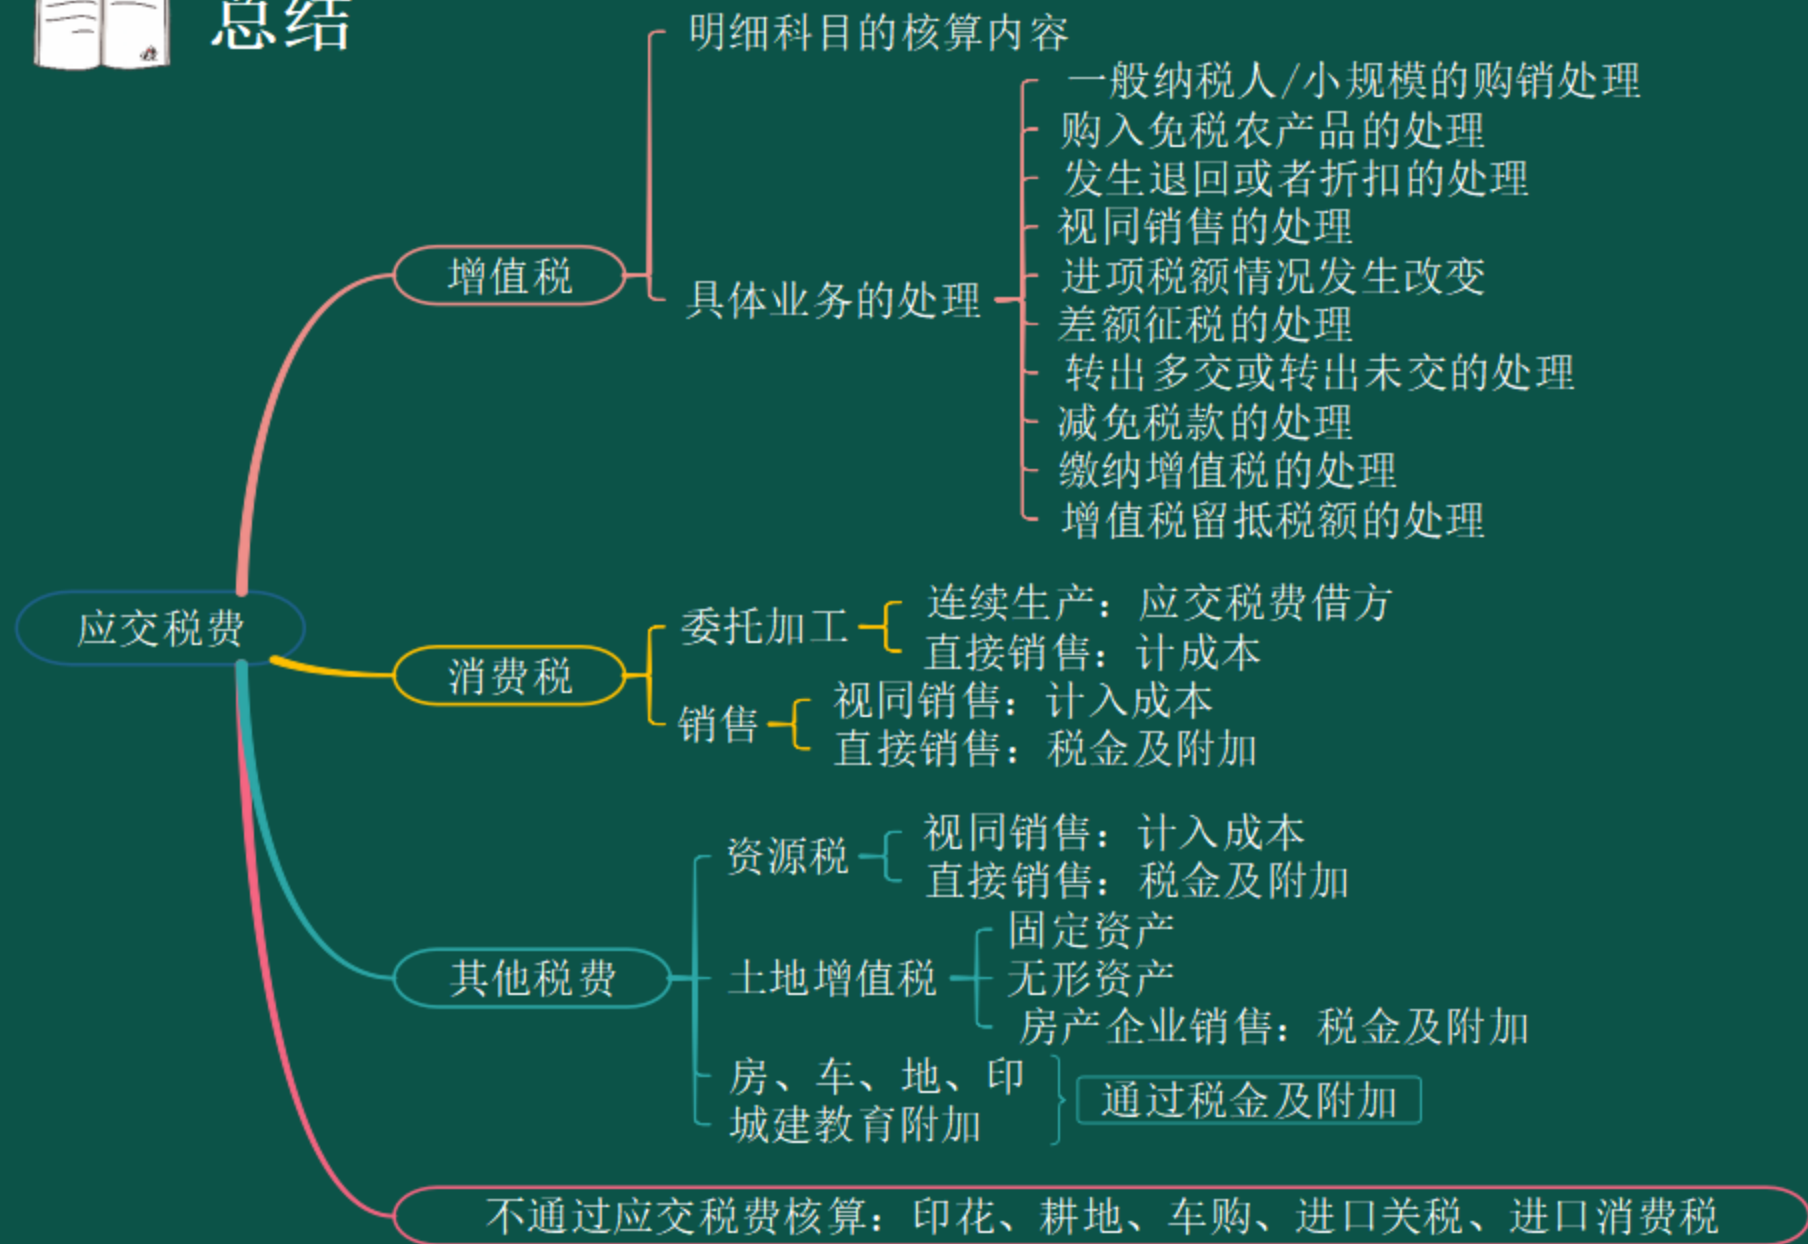 总结
应交税费
增值税
明细科目的核算内容
具体业务的处理
一般纳税人/小规模的购销处理
购入免税农产品的处理
发生退回或者折扣的处理
视同销售的处理
进项税额情况发生改变
差额征税的处理
转出多交或转出未交的处理
减免税款的处理
缴纳增值税的处理
增值税留抵税额的处理
消费税
委托加工
连续生产：应交税费借方
直接销售：计成本
销售
视同销售：计入成本
直接销售：税金及附加
其他税费
资源税
视同销售：计入成本
直接销售：税金及附加
土地增值税
固定资产
无形资产
房产企业销售：税金及附加
房、车、地、印
城建教育附加
通过税金及附加
不通过应交税费核算：印花、耕地、车购、进口关税、进口消费税